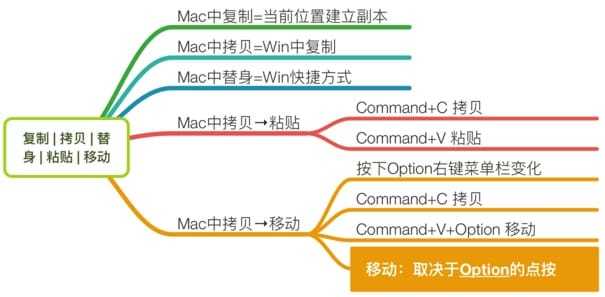 复制 | 拷贝 | 替
身 | 粘贴 | 移动
Mac中复制=当前位置建立副本
Mac中拷贝=Win中复制
Mac中替身=Win快捷方式
Mac中拷贝→粘贴
Command+C 拷贝
Command+V 粘贴
Mac中拷贝→移动
按下Option右键菜单栏变化
Command+C 拷贝
Command+V+Option 移动
移动：取决于Option的点按